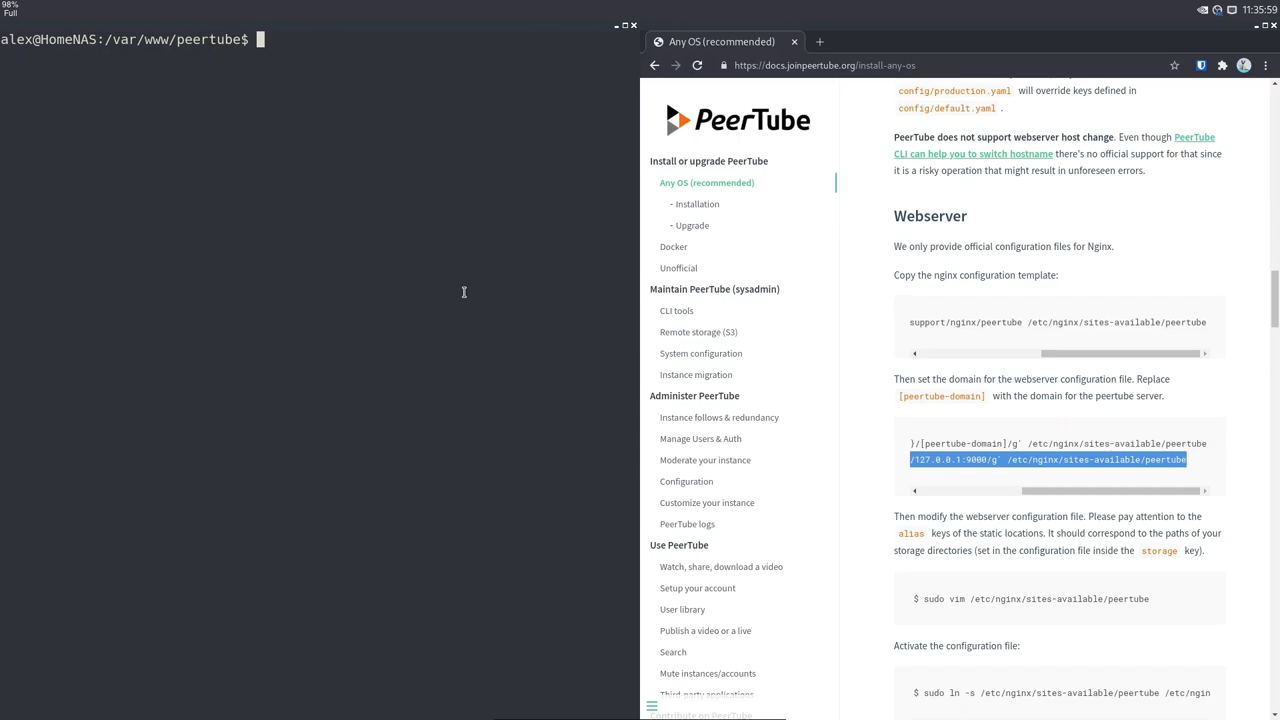 98%
Full
11:35:59
alex@HomeNAS:/var/www/peertube$
Any OS (recommended)
https://docs.joinpeertube.org/install-any-os
PeerTube
Install or upgrade PeerTube
Any OS (recommended)
- Installation
- Upgrade
Docker
Unofficial
Maintain PeerTube (sysadmin)
CLI tools
Remote storage (S3)
System configuration
Instance migration
Administer PeerTube
Instance follows & redundancy
Manage Users & Auth
Moderate your instance
Configuration
Customize your instance
PeerTube logs
Use PeerTube
Watch, share, download a video
Setup your account
User library
Publish a video or a live
Search
Mute instances/accounts
Third-party applications
Contribute on PeerTube
config/production.yaml will override keys defined in
config/default.yaml .
PeerTube does not support webserver host change. Even though PeerTube
CLI can help you to switch hostname there's no official support for that since
it is a risky operation that might result in unforeseen errors.
Webserver
We only provide official configuration files for Nginx.
Copy the nginx configuration template:
support/nginx/peertube /etc/nginx/sites-available/peertube
Then set the domain for the webserver configuration file. Replace
[peertube-domain] with the domain for the peertube server.
}/[peertube-domain]/g' /etc/nginx/sites-available/peertube
/127.0.0.1:9000/g' /etc/nginx/sites-available/peertube
Then modify the webserver configuration file. Please pay attention to the
alias keys of the static locations. It should correspond to the paths of your
storage directories (set in the configuration file inside the storage key).
$ sudo vim /etc/nginx/sites-available/peertube
Activate the configuration file:
$ sudo ln -s /etc/nginx/sites-available/peertube /etc/ngin